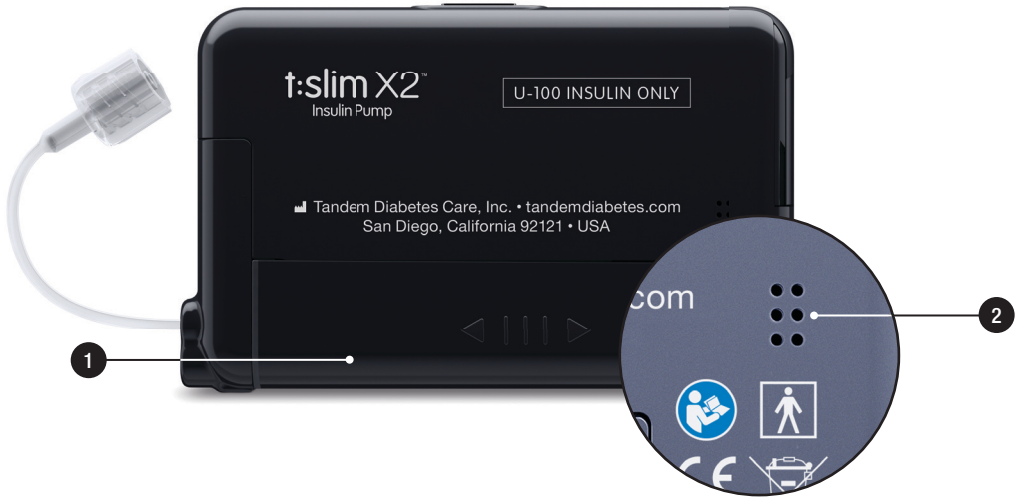 t:slim X2™
Insulin Pump
U-100 INSULIN ONLY
Tandem Diabetes Care, Inc. • tandemdiabetes.com
San Diego, California 92121 • USA
.com
1
2
CE